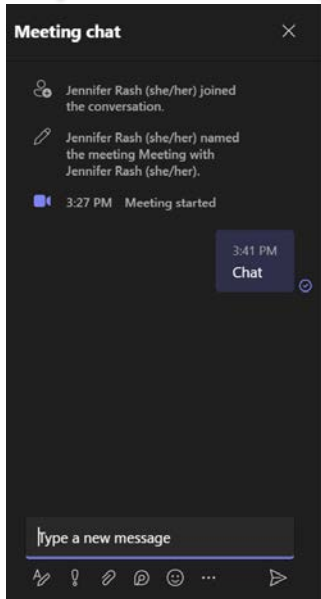 Meeting chat
Jennifer Rash (she/her) joined
the conversation.
Jennifer Rash (she/her) named
the meeting Meeting with
Jennifer Rash (she/her).
3:27 PM Meeting started
3:41 PM
Chat
Type a new message